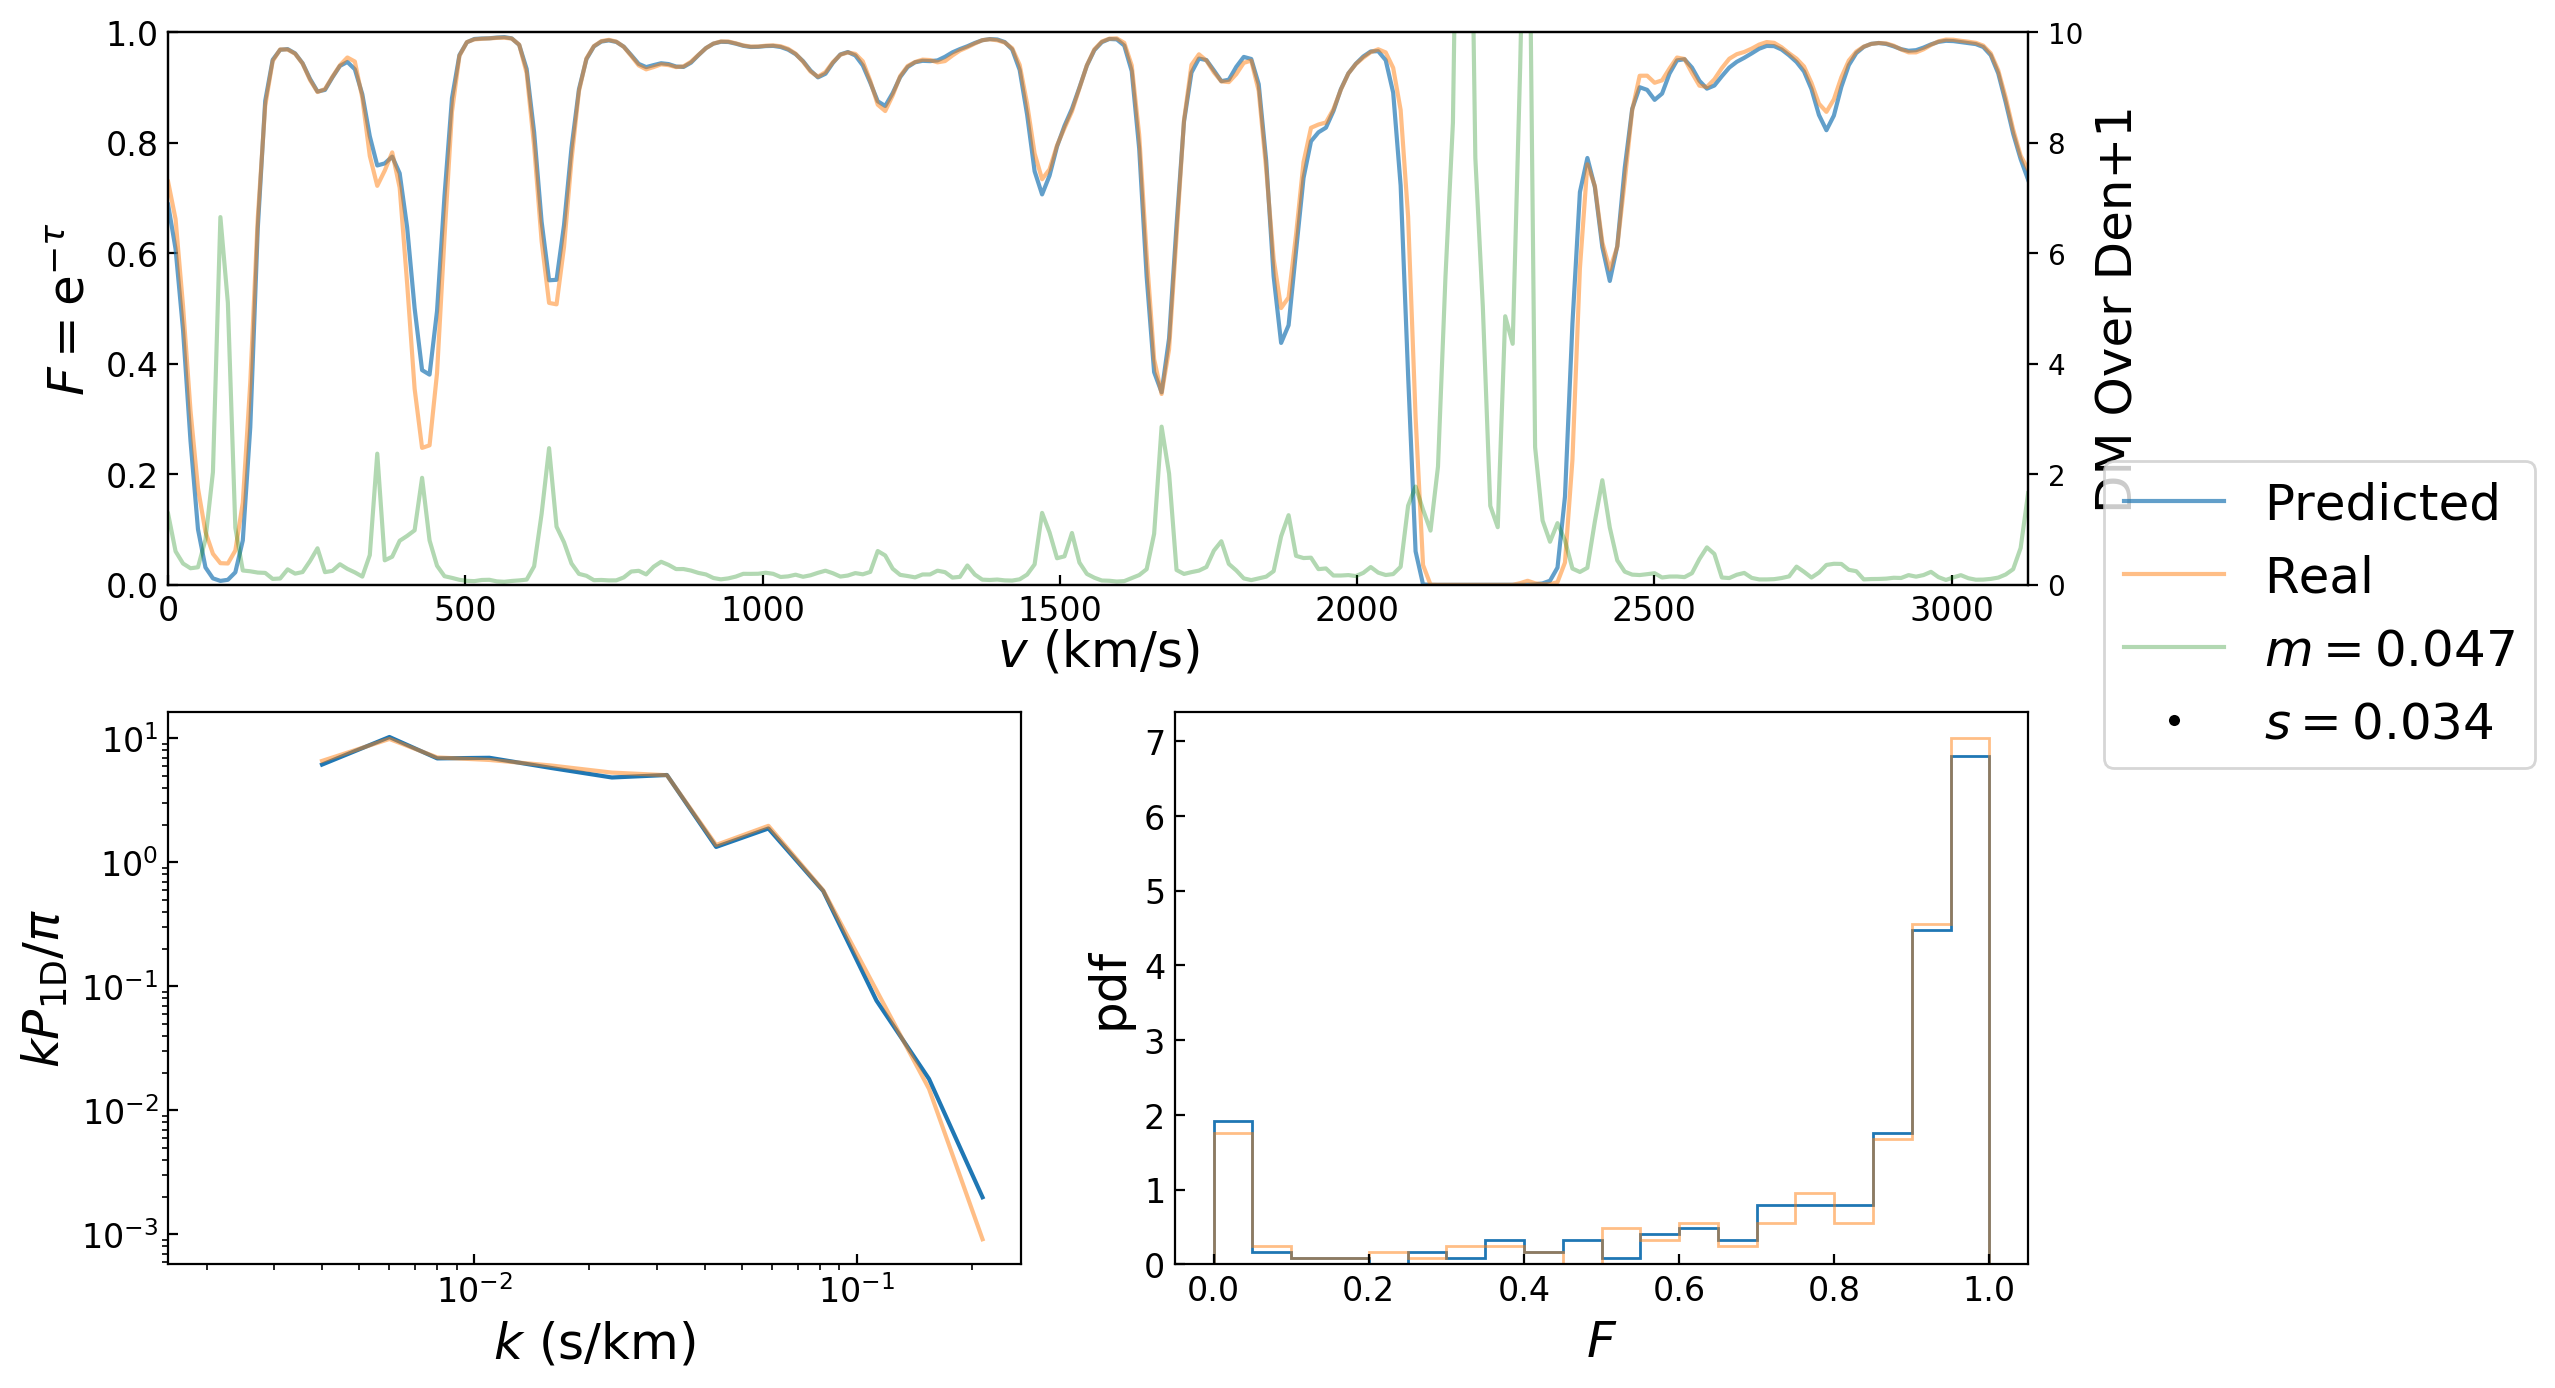 1.0
0.8
0.6
0.4
0.2
0.0
F = e^{−τ}
10
8
6
4
2
0
DM Over Den+1
0 500 1000 1500 2000 2500 3000
v (km/s)
Predicted
Real
m = 0.047
s = 0.034
10^1
10^0
10^{−1}
10^{−2}
10^{−3}
kP_{1D}/π
10^{−2} 10^{−1}
k (s/km)
7
6
5
4
3
2
1
0
pdf
0.0 0.2 0.4 0.6 0.8 1.0
F